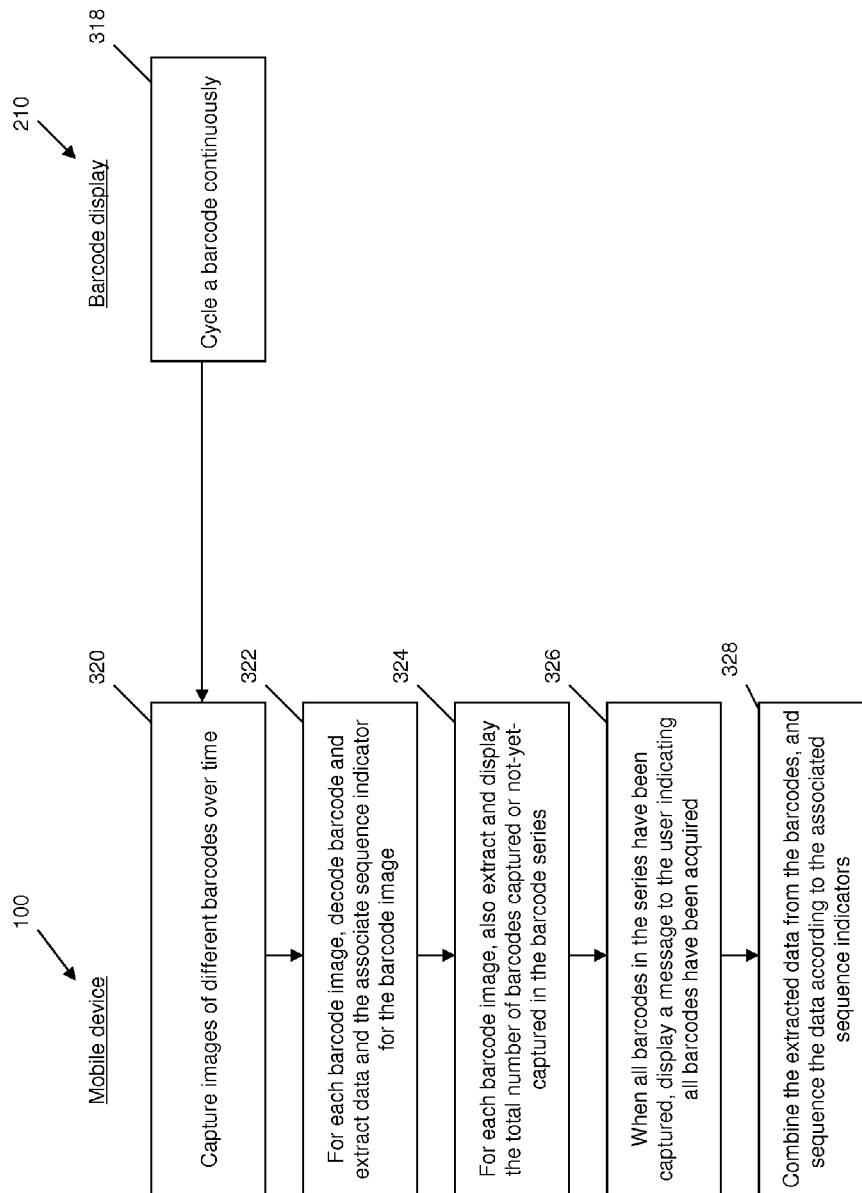 100
Mobile device
320
Capture images of different barcodes over time
322
For each barcode image, decode barcode and
extract data and the associate sequence indicator
for the barcode image
324
For each barcode image, also extract and display
the total number of barcodes captured or not-yet-
captured in the barcode series
326
When all barcodes in the series have been
captured, display a message to the user indicating
all barcodes have been acquired
328
Combine the extracted data from the barcodes, and
sequence the data according to the associated
sequence indicators
210
Barcode display
318
Cycle a barcode continuously